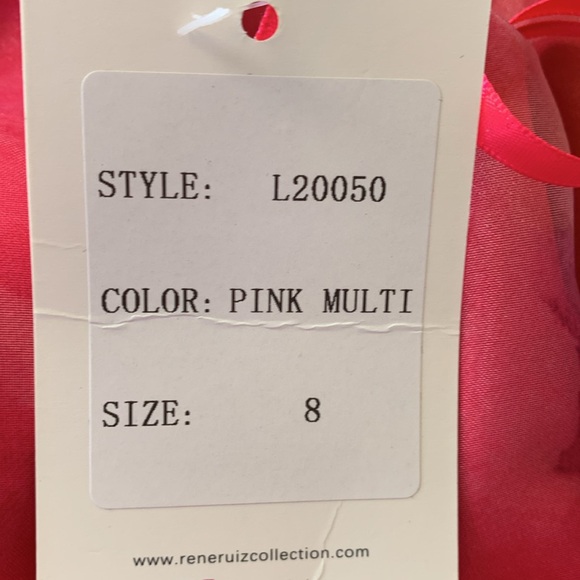 STYLE: L20050
COLOR: PINK MULTI
SIZE: 8
www.reneruizcollection.com